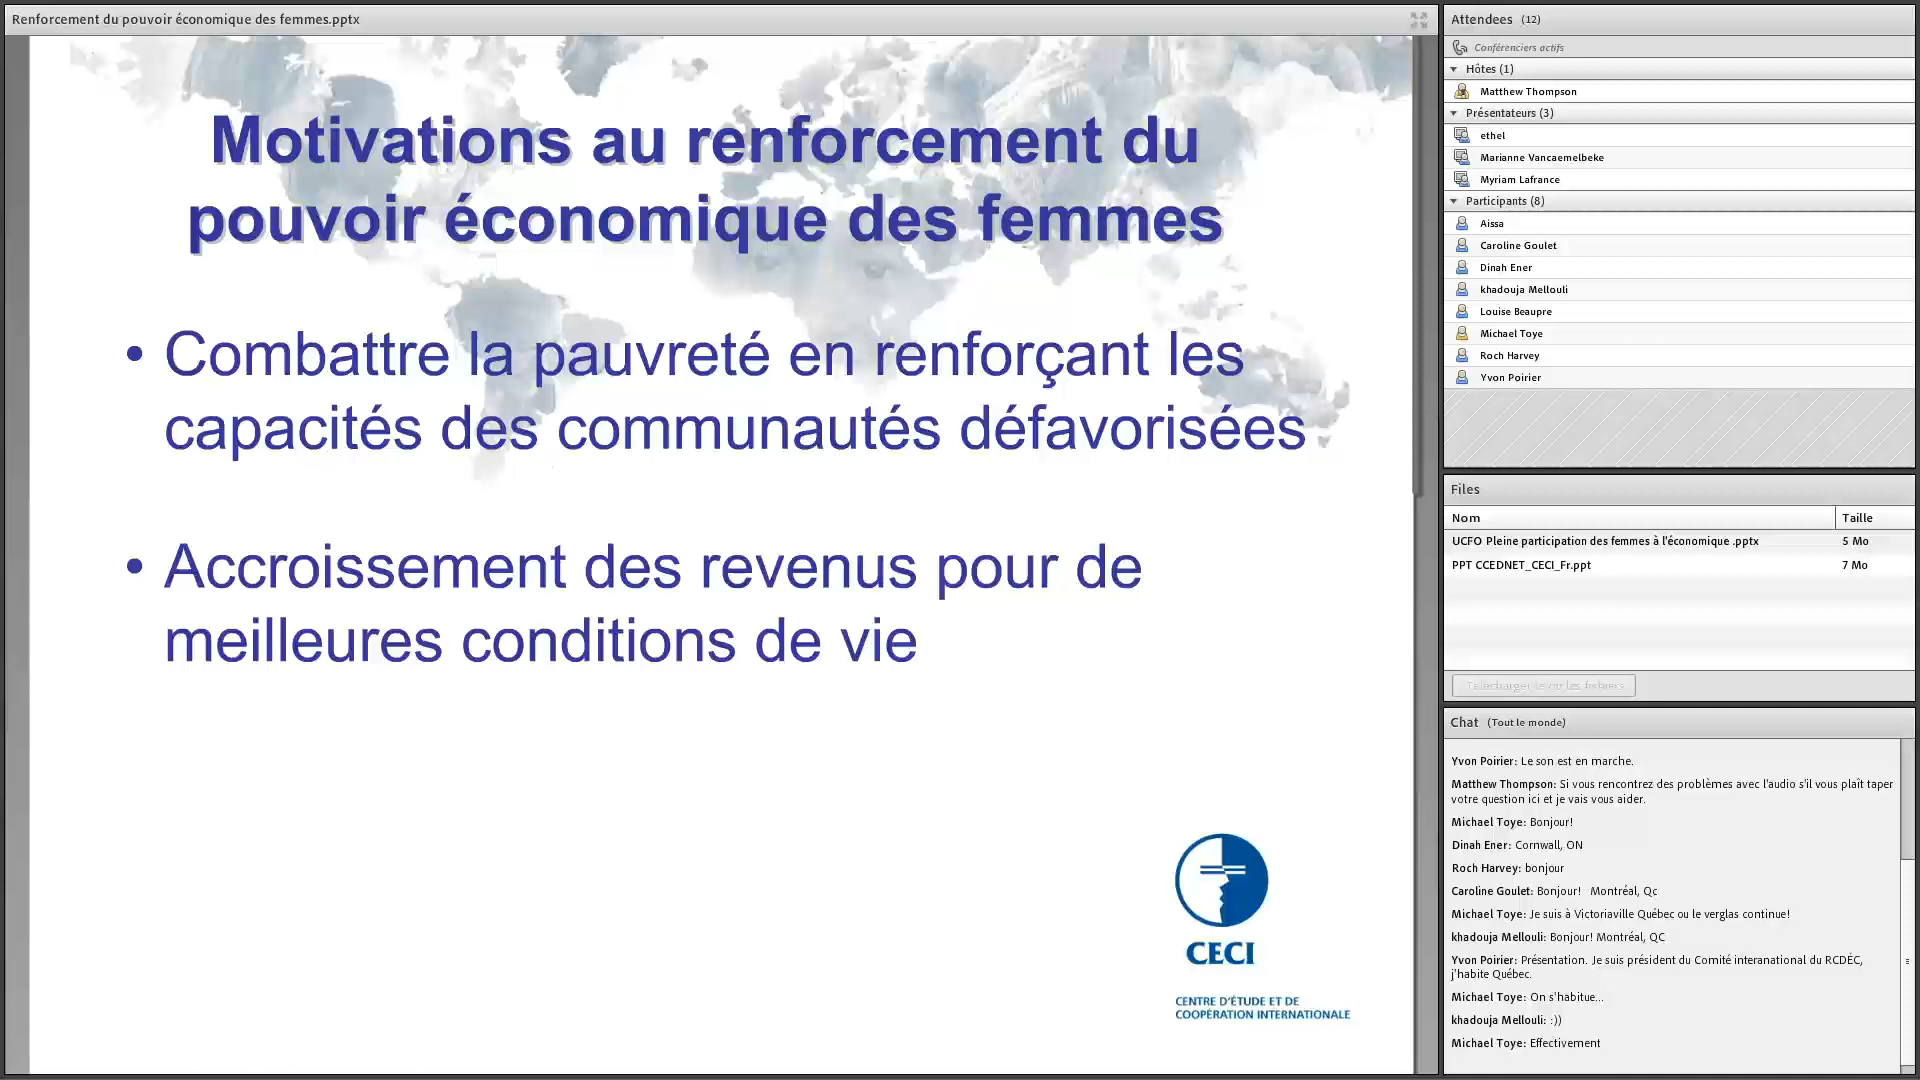 Renforcement du pouvoir économique des femmes.pptx
Motivations au renforcement du
pouvoir économique des femmes
• Combattre la pauvreté en renforçant les
capacités des communautés défavorisées
• Accroissement des revenus pour de
meilleures conditions de vie
CECI
CENTRE D'ÉTUDE ET DE
COOPÉRATION INTERNATIONALE
Attendees (12)
Conférenciers actifs
Hôtes (1)
Matthew Thompson
Présentateurs (3)
ethel
Marianne Vancaemelbeke
Myriam Lafrance
Participants (8)
Aissa
Caroline Goulet
Dinah Ener
khadouja Mellouli
Louise Beaupre
Michael Toye
Roch Harvey
Yvon Poirier
Files
Nom Taille
UCFO Pleine participation des femmes à l'économique .pptx 5 Mo
PPT CCEDNET_CECI_Fr.ppt 7 Mo
Télécharger le ou les fichiers
Chat (Tout le monde)
Yvon Poirier: Le son est en marche.
Matthew Thompson: Si vous rencontrez des problèmes avec l'audio s'il vous plaît taper
votre question ici et je vais vous aider.
Michael Toye: Bonjour!
Dinah Ener: Cornwall, ON
Roch Harvey: bonjour
Caroline Goulet: Bonjour! Montréal, Qc
Michael Toye: Je suis à Victoriaville Québec ou le verglas continue!
khadouja Mellouli: Bonjour! Montréal, QC
Yvon Poirier: Présentation. Je suis président du Comité interanational du RCDÉC,
j'habite Québec.
Michael Toye: On s'habitue...
khadouja Mellouli: :))
Michael Toye: Effectivement